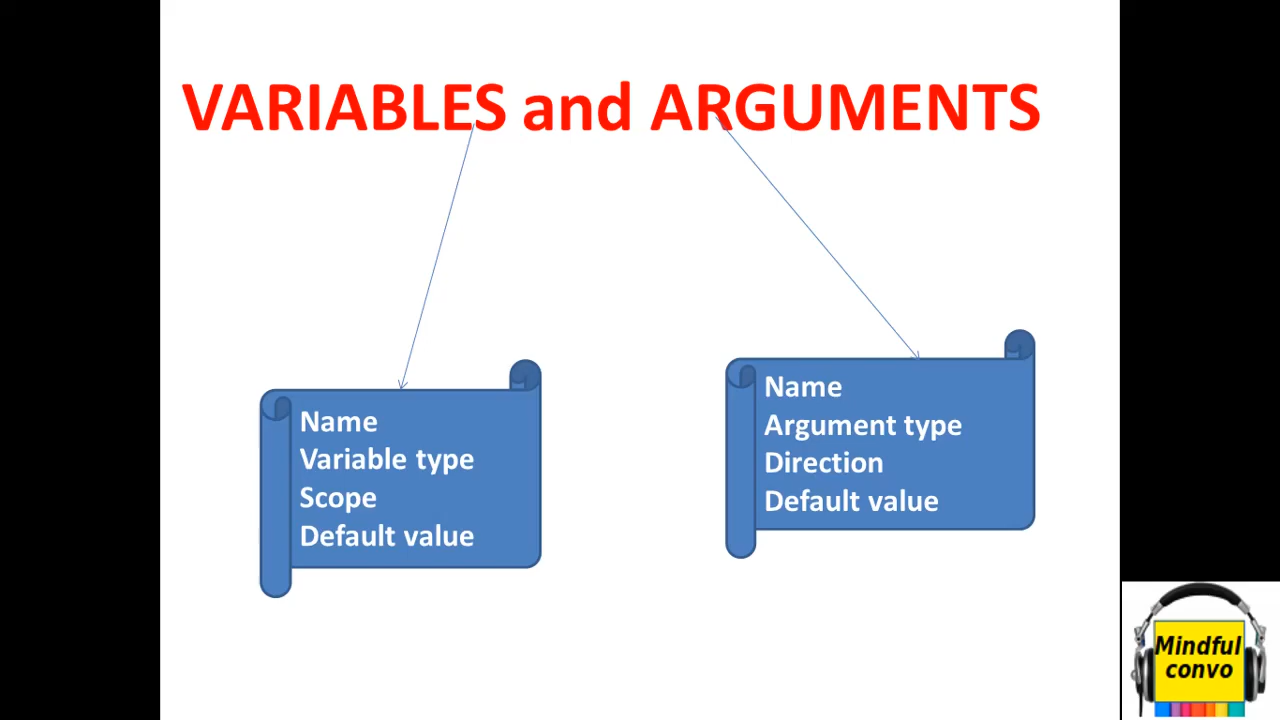 VARIABLES and ARGUMENTS
Name
Variable type
Scope
Default value
Name
Argument type
Direction
Default value
Mindful
convo